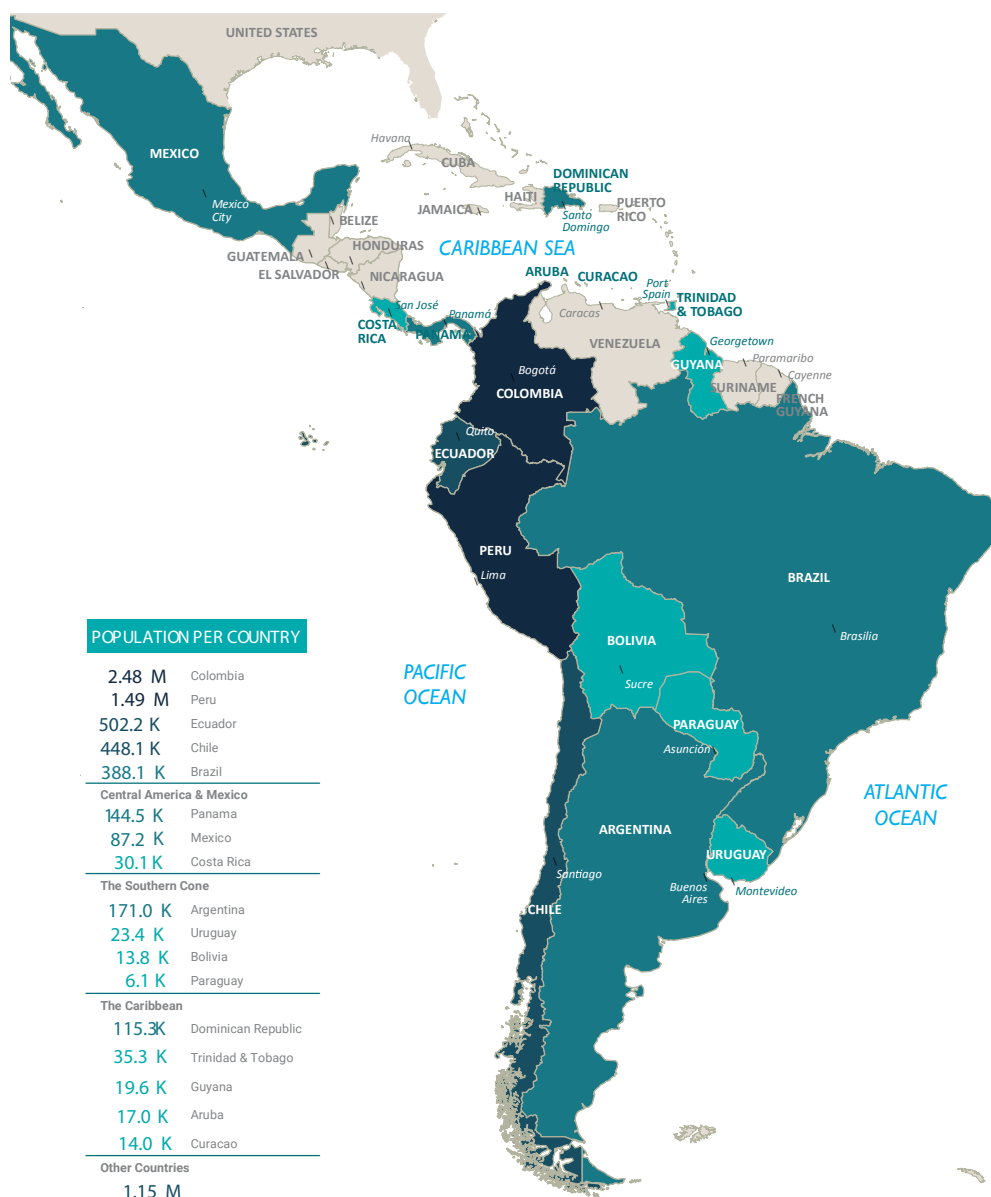 UNITED STATES
MEXICO
Mexico
City
Havana
CUBA
DOMINICAN
REPUBLIC
HAITI
JAMAICA
PUERTO
RICO
Santo
Domingo
BELIZE
HONDURAS
GUATEMALA
EL SALVADOR
NICARAGUA
CARIBBEAN SEA
ARUBA
CURACAO
Port
Spain
TRINIDAD
& TOBAGO
San José
COSTA
RICA
Panamá
PANAMA
Caracas
VENEZUELA
Georgetown
GUYANA
Paramaribo
SURINAME
Cayenne
FRENCH
GUYANA
Bogotá
COLOMBIA
Quito
ECUADOR
PERU
Lima
BRAZIL
Brasilia
BOLIVIA
Sucre
PARAGUAY
Asunción
PACIFIC
OCEAN
ATLANTIC
OCEAN
ARGENTINA
URUGUAY
Santiago
Buenos
Aires
Montevideo
CHILE
POPULATION PER COUNTRY
2.48 M Colombia
1.49 M Peru
502.2 K Ecuador
448.1 K Chile
388.1 K Brazil
Central America & Mexico
144.5 K Panama
87.2 K Mexico
30.1 K Costa Rica
The Southern Cone
171.0 K Argentina
23.4 K Uruguay
13.8 K Bolivia
6.1 K Paraguay
The Caribbean
115.3K Dominican Republic
35.3 K Trinidad & Tobago
19.6 K Guyana
17.0 K Aruba
14.0 K Curacao
Other Countries
1.15 M